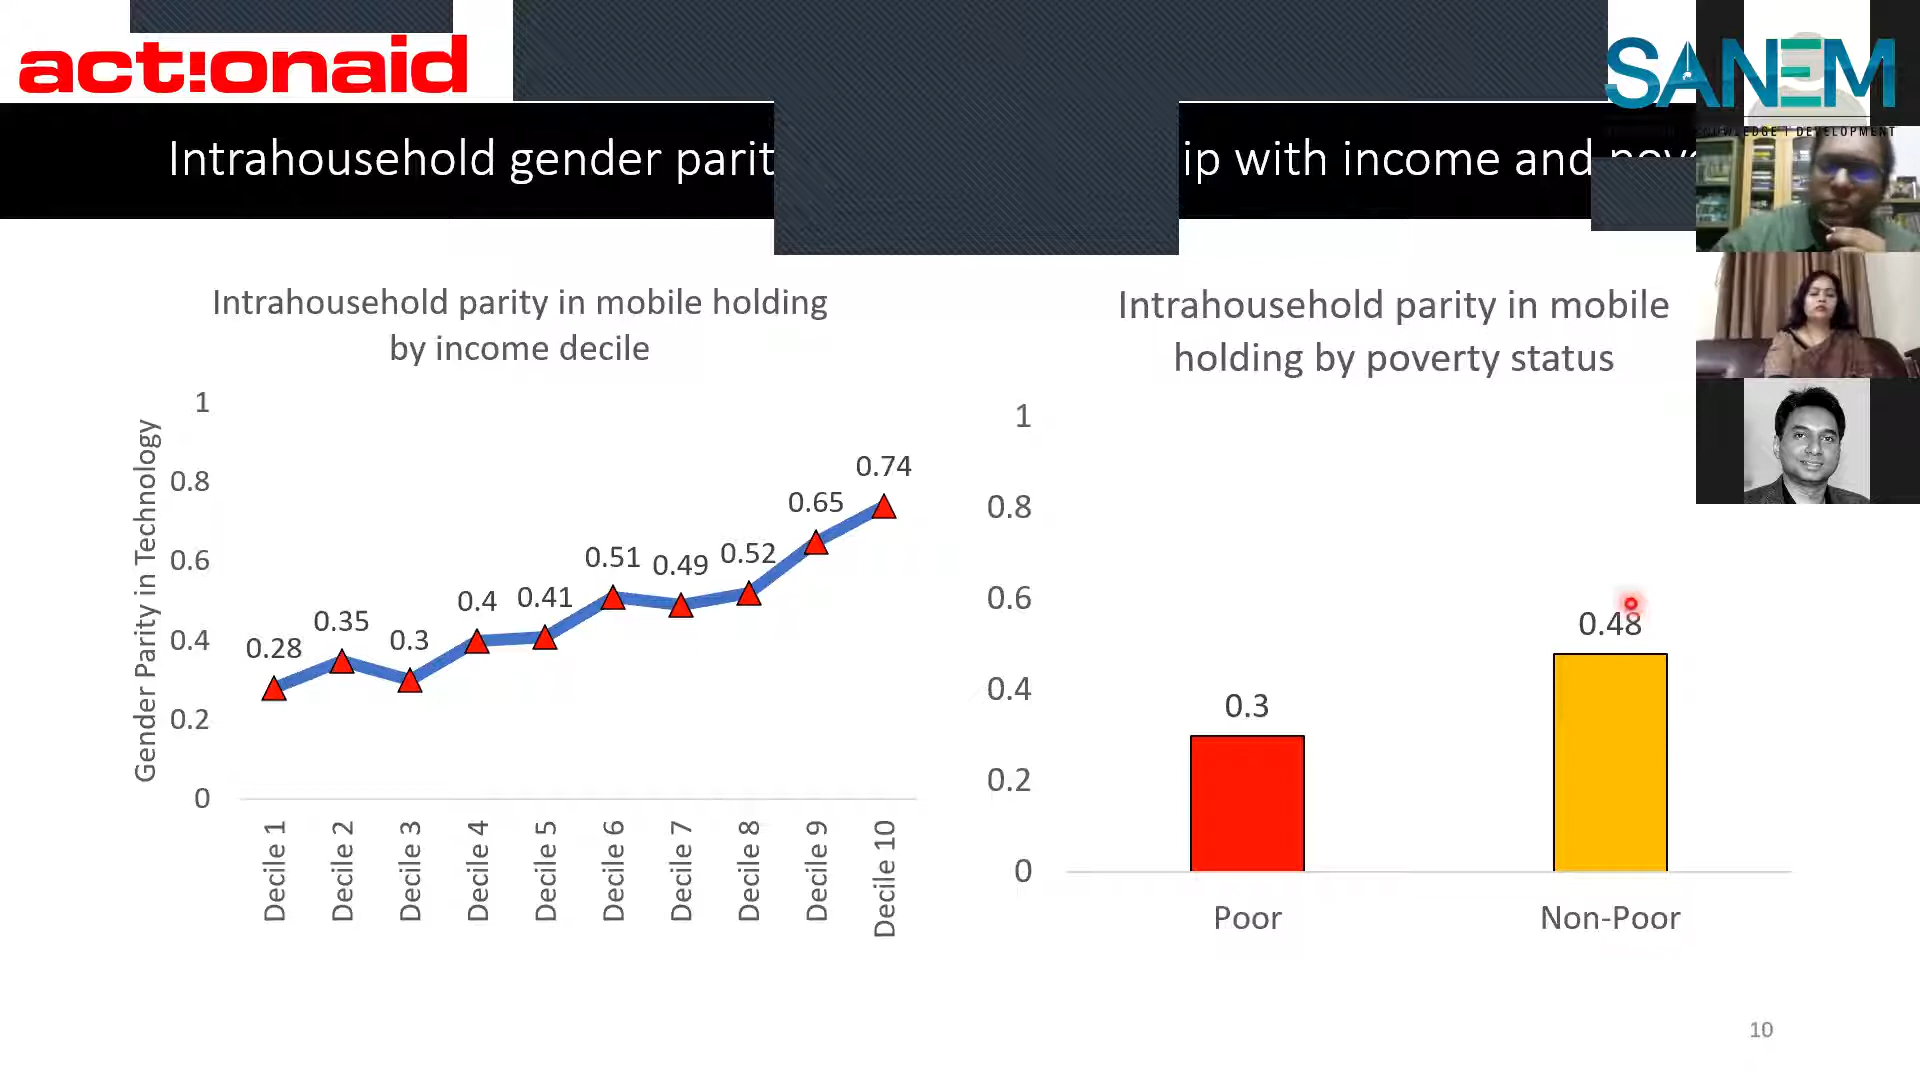 act!onaid
SANEM
DEVELOPMENT
Intrahousehold gender parit
ip with income and
Intrahousehold parity in mobile holding
by income decile
Gender Parity in Technology
1
0.8
0.6
0.4
0.2
0
0.28
0.35
0.3
0.4
0.41
0.51
0.49
0.52
0.65
0.74
Decile 1
Decile 2
Decile 3
Decile 4
Decile 5
Decile 6
Decile 7
Decile 8
Decile 9
Decile 10
Intrahousehold parity in mobile
holding by poverty status
1
0.8
0.6
0.4
0.2
0
0.3
0.48
Poor
Non-Poor
10